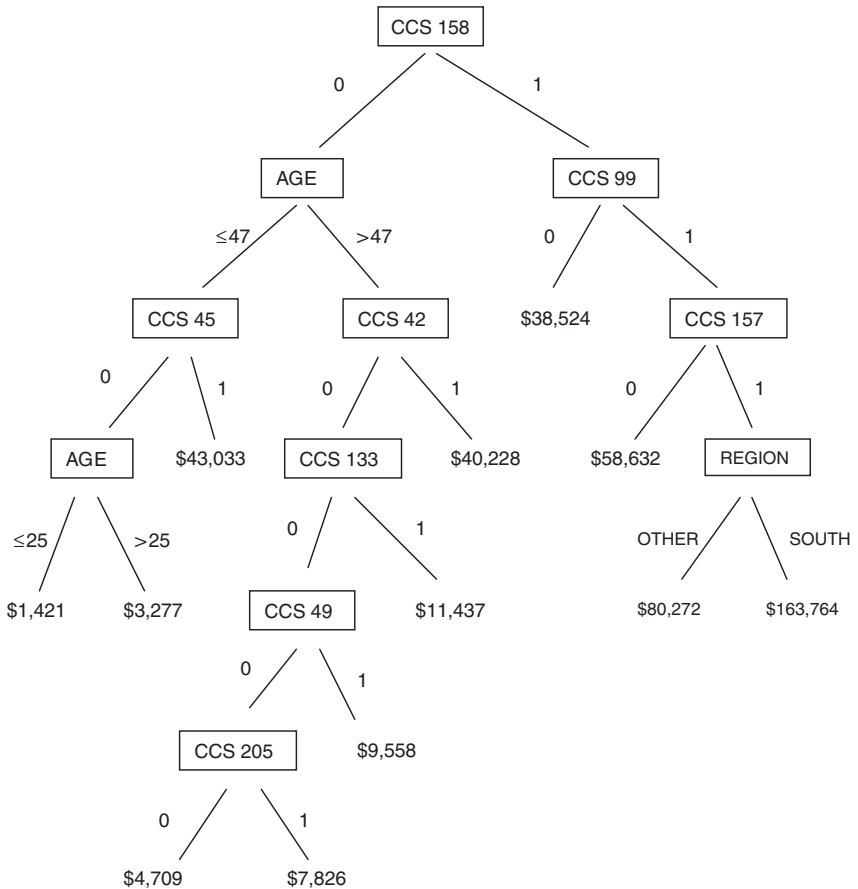 CCS 158
0 1
AGE CCS 99
≤47 >47 0 1
CCS 45 CCS 42 $38,524 CCS 157
0 1 0 1 0 1
AGE $43,033 CCS 133 $40,228 $58,632 REGION
≤25 >25 0 1 OTHER SOUTH
$1,421 $3,277 CCS 49 $11,437 $80,272 $163,764
0 1
CCS 205 $9,558
0 1
$4,709 $7,826